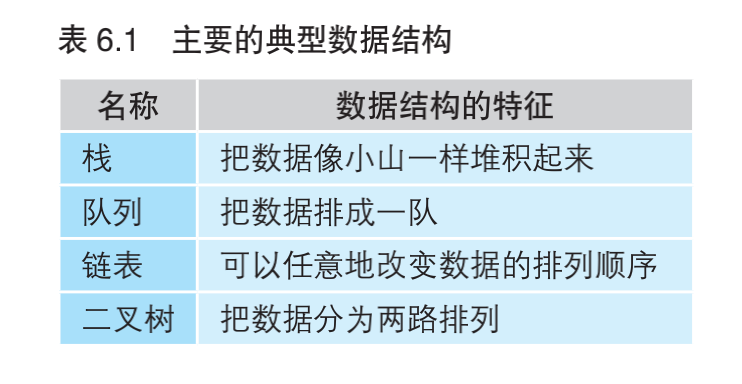 表 6.1 主要的典型数据结构
名称 数据结构的特征
栈 把数据像小山一样堆积起来
队列 把数据排成一队
链表 可以任意地改变数据的排列顺序
二叉树 把数据分为两路排列